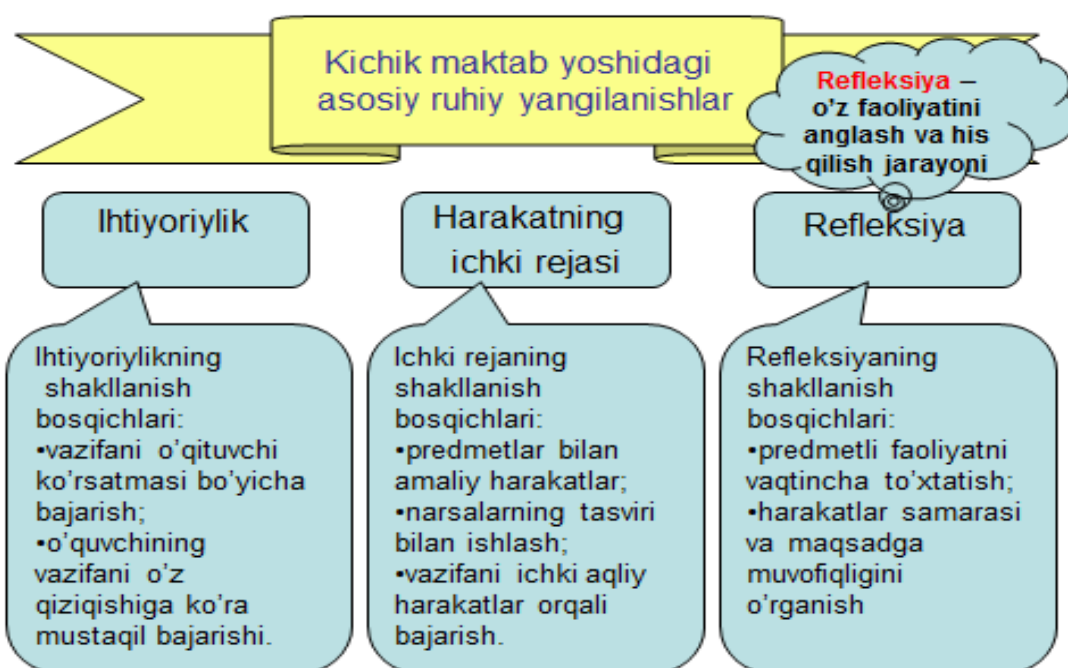 Kichik maktab yoshidagi
asosiy ruhiy yangilanishlar
Refleksiya –
o’z faoliyatini
anglash va his
qilish jarayoni
Ihtiyoriylik
Harakatning
ichki rejasi
Refleksiya
Ihtiyoriylikning
shakllanish
bosqichlari:
•vazifani o’qituvchi
ko’rsatmasi bo’yicha
bajarish;
•o’quvchining
vazifani o’z
qiziqishiga ko’ra
mustaqil bajarishi.
Ichki rejaning
shakllanish
bosqichlari:
•predmetlar bilan
amaliy harakatlar;
•narsalarning tasviri
bilan ishlash;
•vazifani ichki aqliy
harakatlar orqali
bajarish.
Refleksiyaning
shakllanish
bosqichlari:
•predmetli faoliyatni
vaqtincha to’xtatish;
•harakatlar samarasi
va maqsadga
muvofiqligini
o’rganish